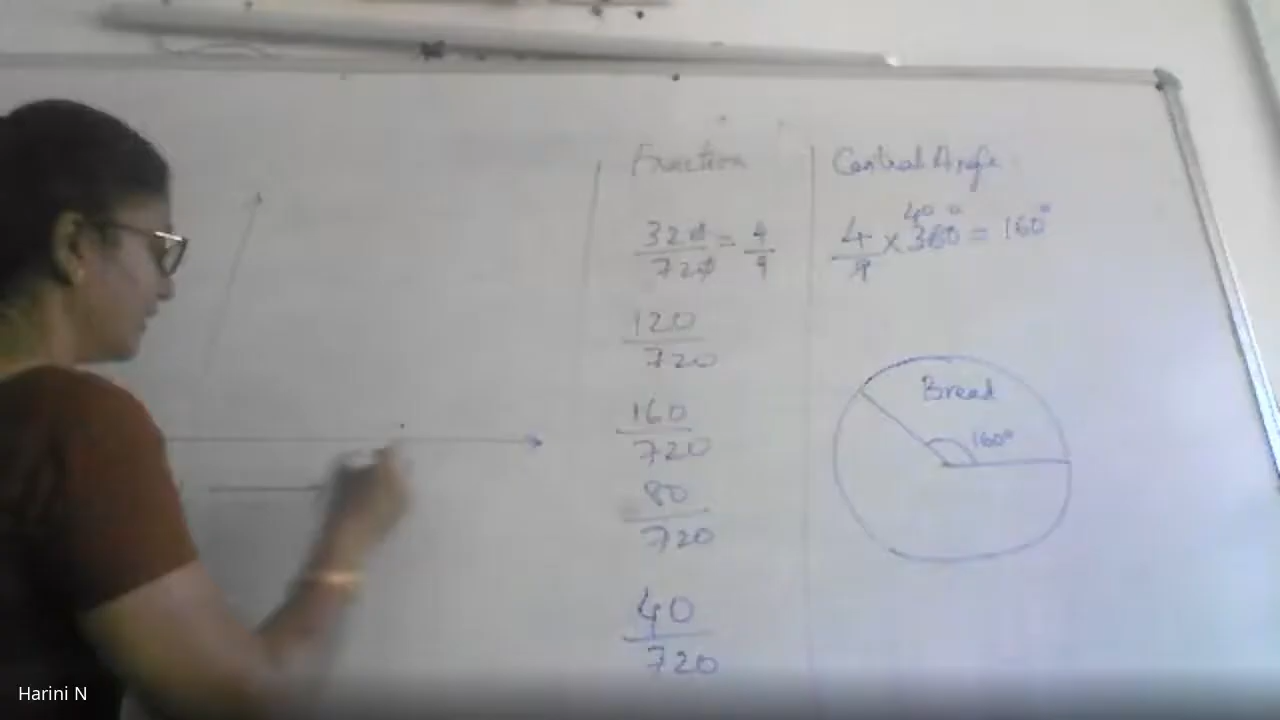 Fraction
Central Angle
320/720 = 4/9
4/9 x 360° = 160°
40
120/720
160/720
80/720
40/720
Bread
160°
Harini N